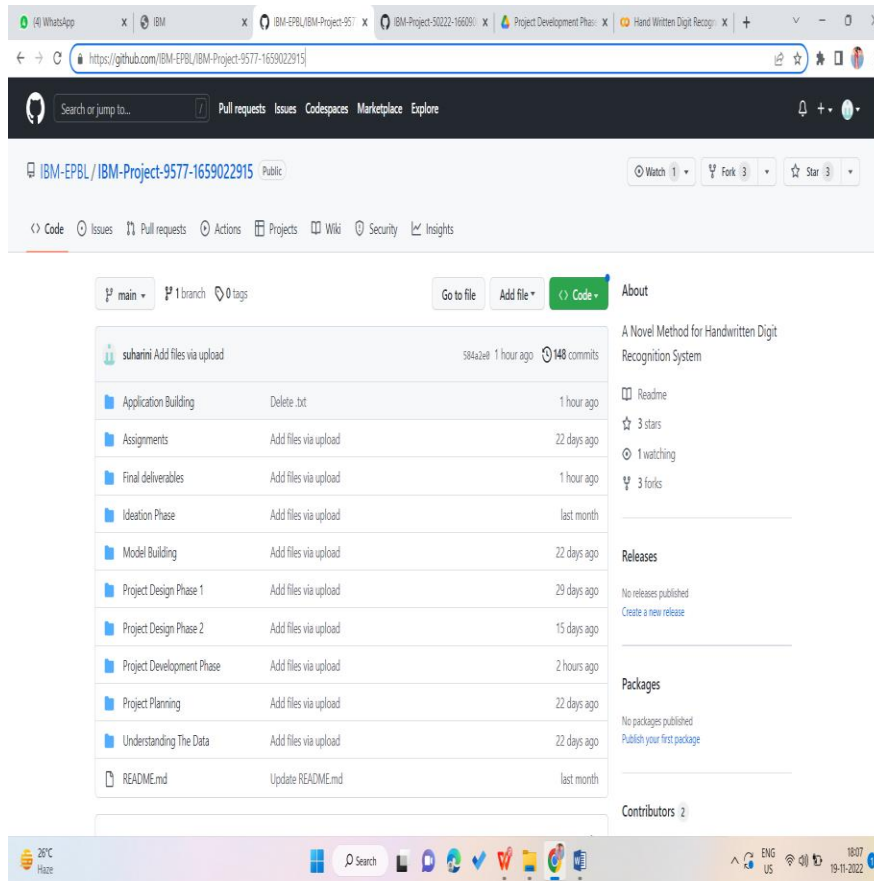 (4) WhatsApp
IBM
IBM-EPBL/IBM-Project-957
IBM-Project-50222-16609
Project Development Phase
Hand Written Digit Recogn
https://github.com/IBM-EPBL/IBM-Project-9577-1659022915
Search or jump to...
/
Pull requests Issues Codespaces Marketplace Explore
IBM-EPBL / IBM-Project-9577-1659022915 Public
Watch 1
Fork 3
Star 3
Code Issues Pull requests Actions Projects Wiki Security Insights
main 1 branch 0 tags
Go to file Add file Code
suharini Add files via upload 584a2e0 1 hour ago 148 commits
Application Building Delete .txt 1 hour ago
Assignments Add files via upload 22 days ago
Final deliverables Add files via upload 1 hour ago
Ideation Phase Add files via upload last month
Model Building Add files via upload 22 days ago
Project Design Phase 1 Add files via upload 29 days ago
Project Design Phase 2 Add files via upload 15 days ago
Project Development Phase Add files via upload 2 hours ago
Project Planning Add files via upload 22 days ago
Understanding The Data Add files via upload 22 days ago
README.md Update README.md last month
About
A Novel Method for Handwritten Digit
Recognition System
Readme
3 stars
1 watching
3 forks
Releases
No releases published
Create a new release
Packages
No packages published
Publish your first package
Contributors 2
26°C
Haze
Search
ENG
US
18:07
19-11-2022